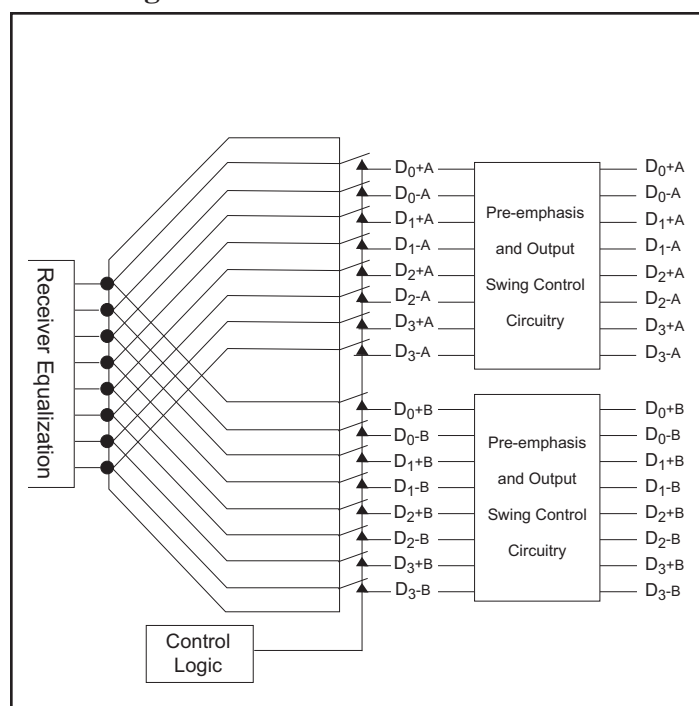 Receiver Equalization
D0+A
D0-A
D1+A
D1-A
D2+A
D2-A
D3+A
D3-A
Pre-emphasis
and Output
Swing Control
Circuitry
D0+A
D0-A
D1+A
D1-A
D2+A
D2-A
D3+A
D3-A
D0+B
D0-B
D1+B
D1-B
D2+B
D2-B
D3+B
D3-B
Pre-emphasis
and Output
Swing Control
Circuitry
D0+B
D0-B
D1+B
D1-B
D2+B
D2-B
D3+B
D3-B
Control
Logic